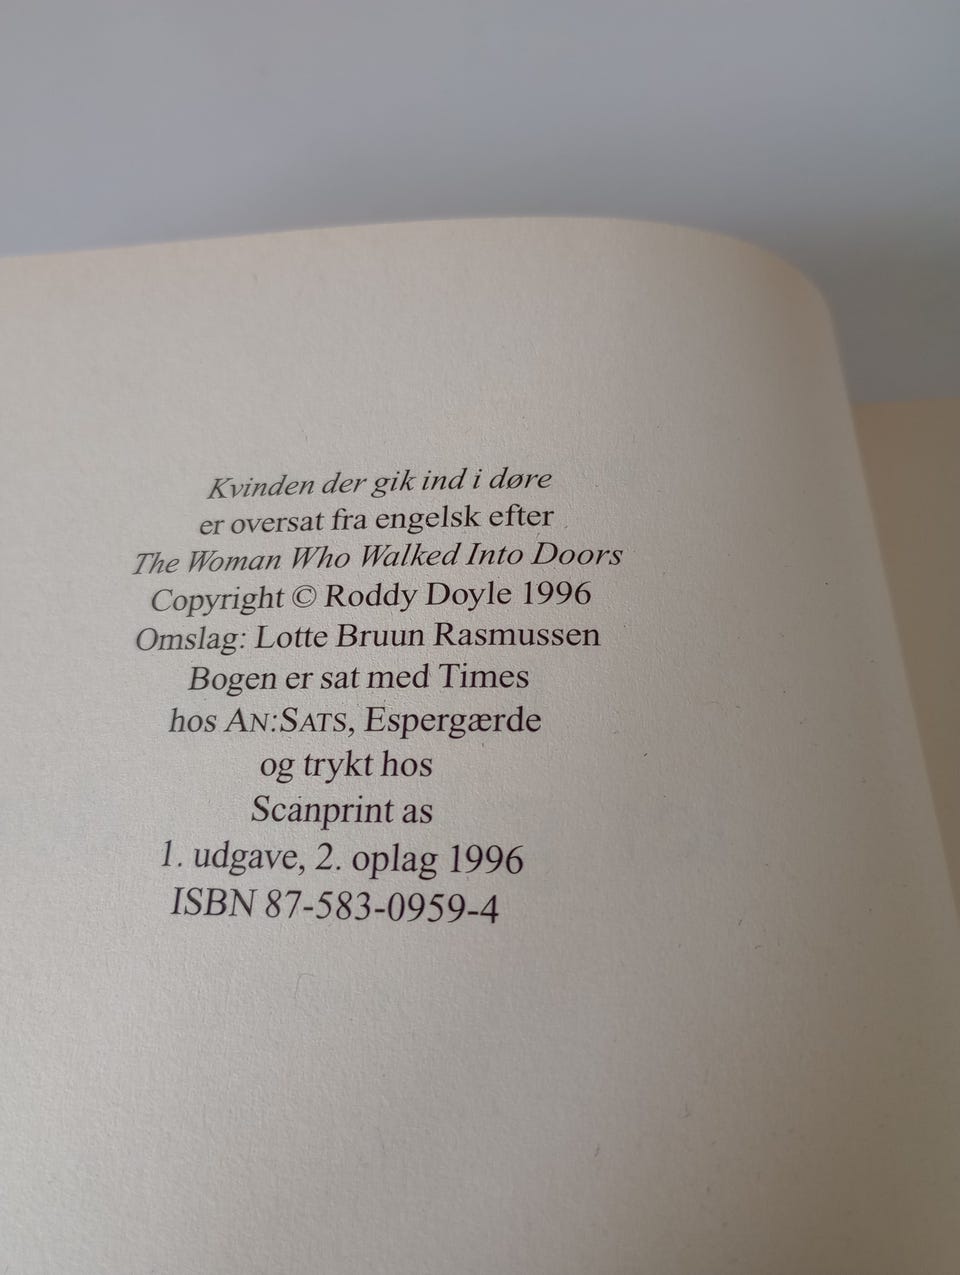 Kvinden der gik ind i døre
er oversat fra engelsk efter
The Woman Who Walked Into Doors
Copyright © Roddy Doyle 1996
Omslag: Lotte Bruun Rasmussen
Bogen er sat med Times
hos AN:SATS, Espergærde
og trykt hos
Scanprint as
1. udgave, 2. oplag 1996
ISBN 87-583-0959-4